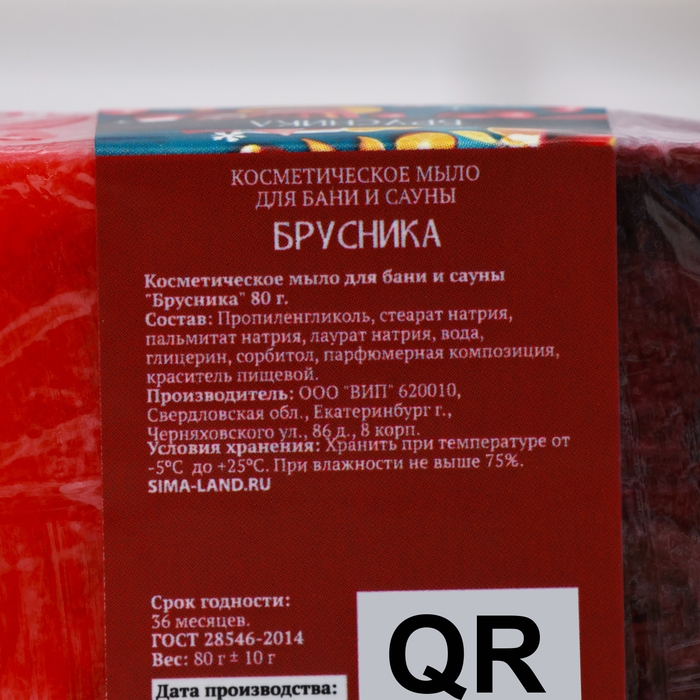 БРУСНИКА
КОСМЕТИЧЕСКОЕ МЫЛО
ДЛЯ БАНИ И САУНЫ
БРУСНИКА
Косметическое мыло для бани и сауны
"Брусника" 80 г.
Состав: Пропиленгликоль, стеарат натрия,
пальмитат натрия, лаурат натрия, вода,
глицерин, сорбитол, парфюмерная композиция,
краситель пищевой.
Производитель: ООО "ВИП" 620010,
Свердловская обл., Екатеринбург г.,
Черняховского ул., 86 д., 8 корп.
Условия хранения: Хранить при температуре от
-5°С до +25°С. При влажности не выше 75%.
SIMA-LAND.RU
Срок годности:
36 месяцев.
ГОСТ 28546-2014
Вес: 80 г ± 10 г
Дата производства:
QR